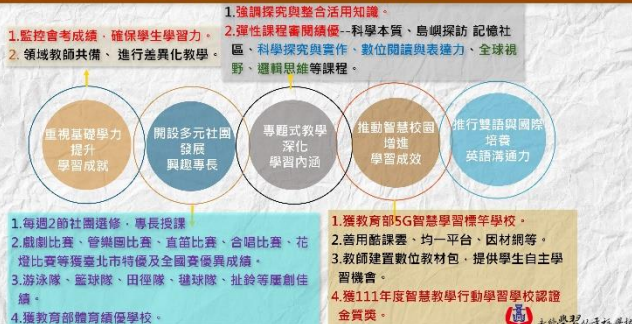 1.監控會考成績，確保學生學習力。
2. 領域教師共備、進行差異化教學。
1.強調探究與整合活用知識。
2.彈性課程審閱績優--科學本質、島嶼探訪 記憶社
區、科學探究與實作、數位閱讀與表達力、全球視
野、邏輯思維等課程。
重視基礎學力
提升
學習成就
開設多元社團
發展
興趣專長
專題式教學
深化
學習內涵
推動智慧校園
增進
學習成效
推行雙語與國際
培養
英語溝通力
1.每週2節社團選修，專長授課
2.戲劇比賽、管樂團比賽、直笛比賽、合唱比賽、花
燈比賽等獲臺北市特優及全國賽優異成績。
3.游泳隊、籃球隊、田徑隊、毽球隊、扯鈴等屢創佳
績。
4.獲教育部體育績優學校。
1.獲教育部5G智慧學習標竿學校。
2.善用酷課雲、均一平台、因材網等。
3.教師建置數位教材包，提供學生自主學
習機會。
4.獲111年度智慧教學行動學習學校認證
金質獎。